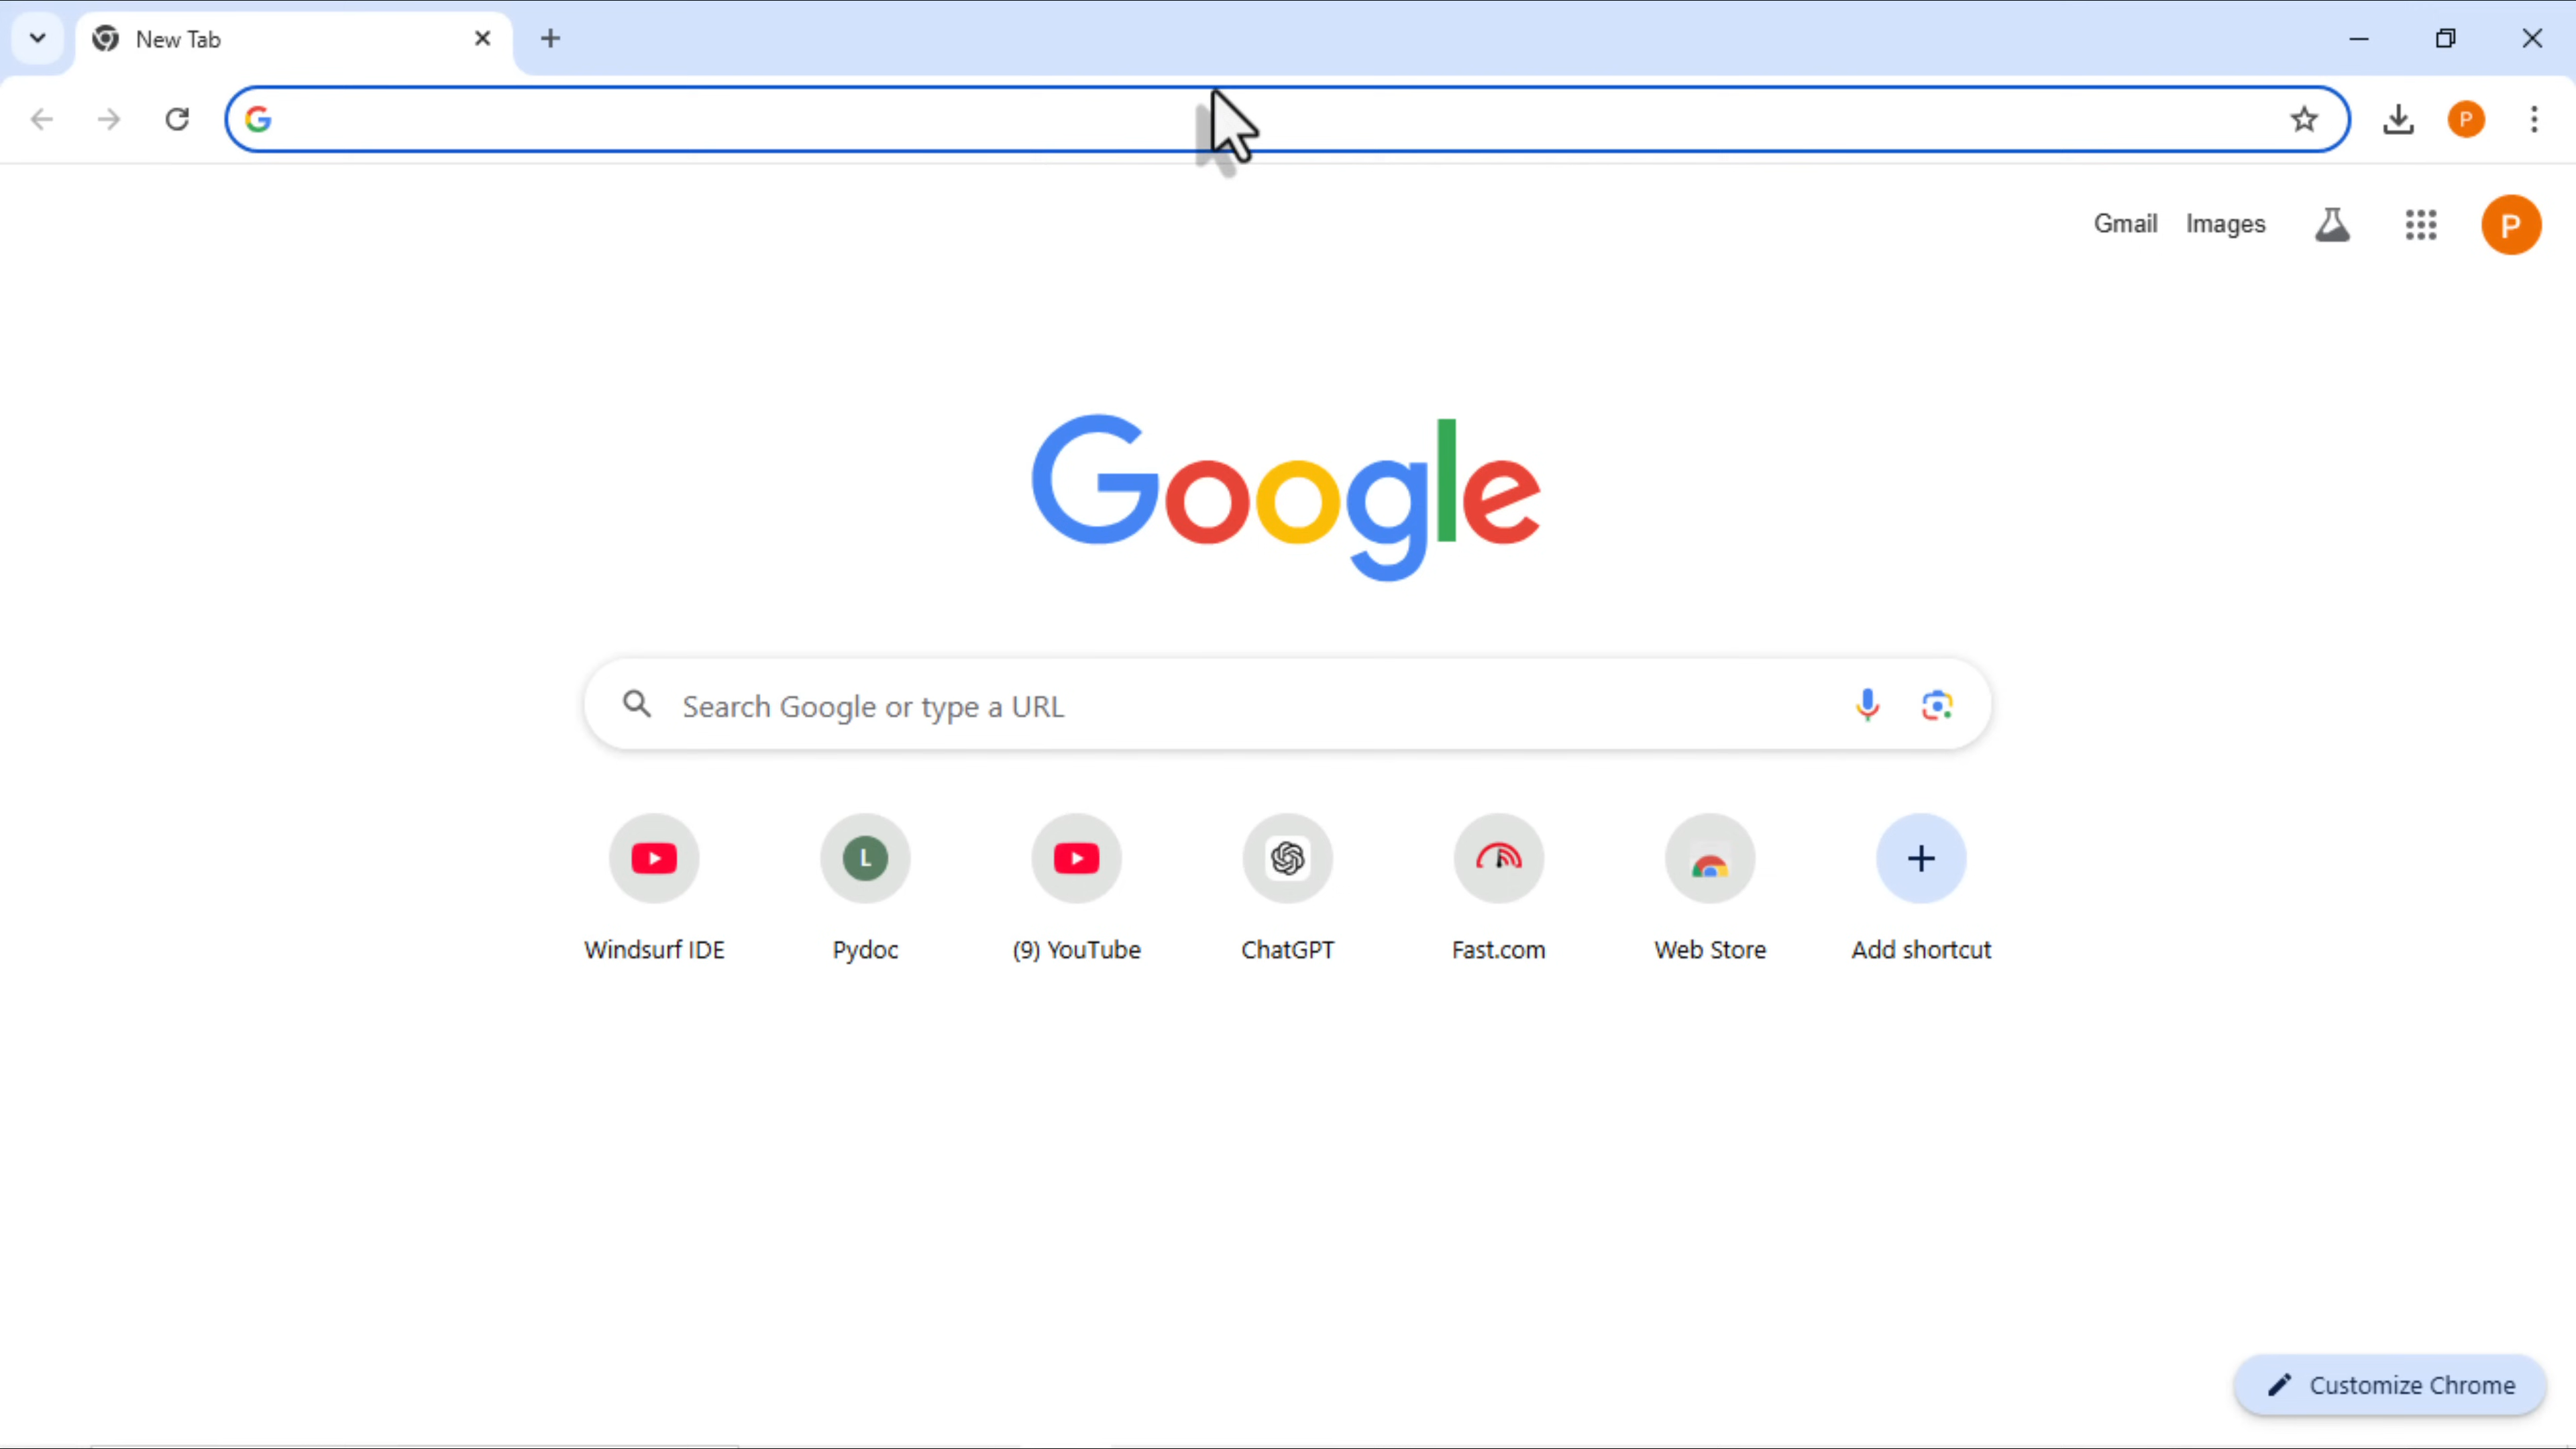 New Tab
P
Gmail Images
P
Google
Search Google or type a URL
L
Windsurf IDE Pydoc (9) YouTube ChatGPT Fast.com Web Store Add shortcut
Customize Chrome